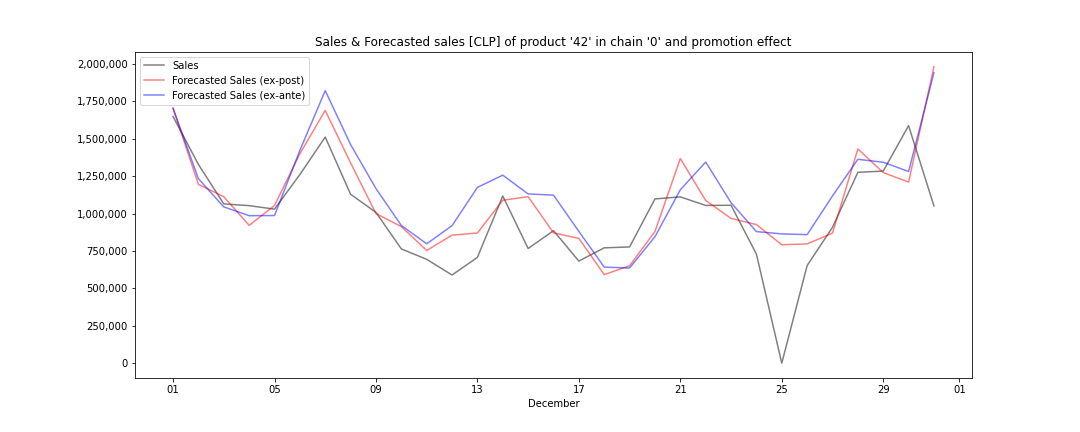 Sales & Forecasted sales [CLP] of product '42' in chain '0' and promotion effect
Sales
Forecasted Sales (ex-post)
Forecasted Sales (ex-ante)
2,000,000
1,750,000
1,500,000
1,250,000
1,000,000
750,000
500,000
250,000
0
01 05 09 13 17 21 25 29 01
December